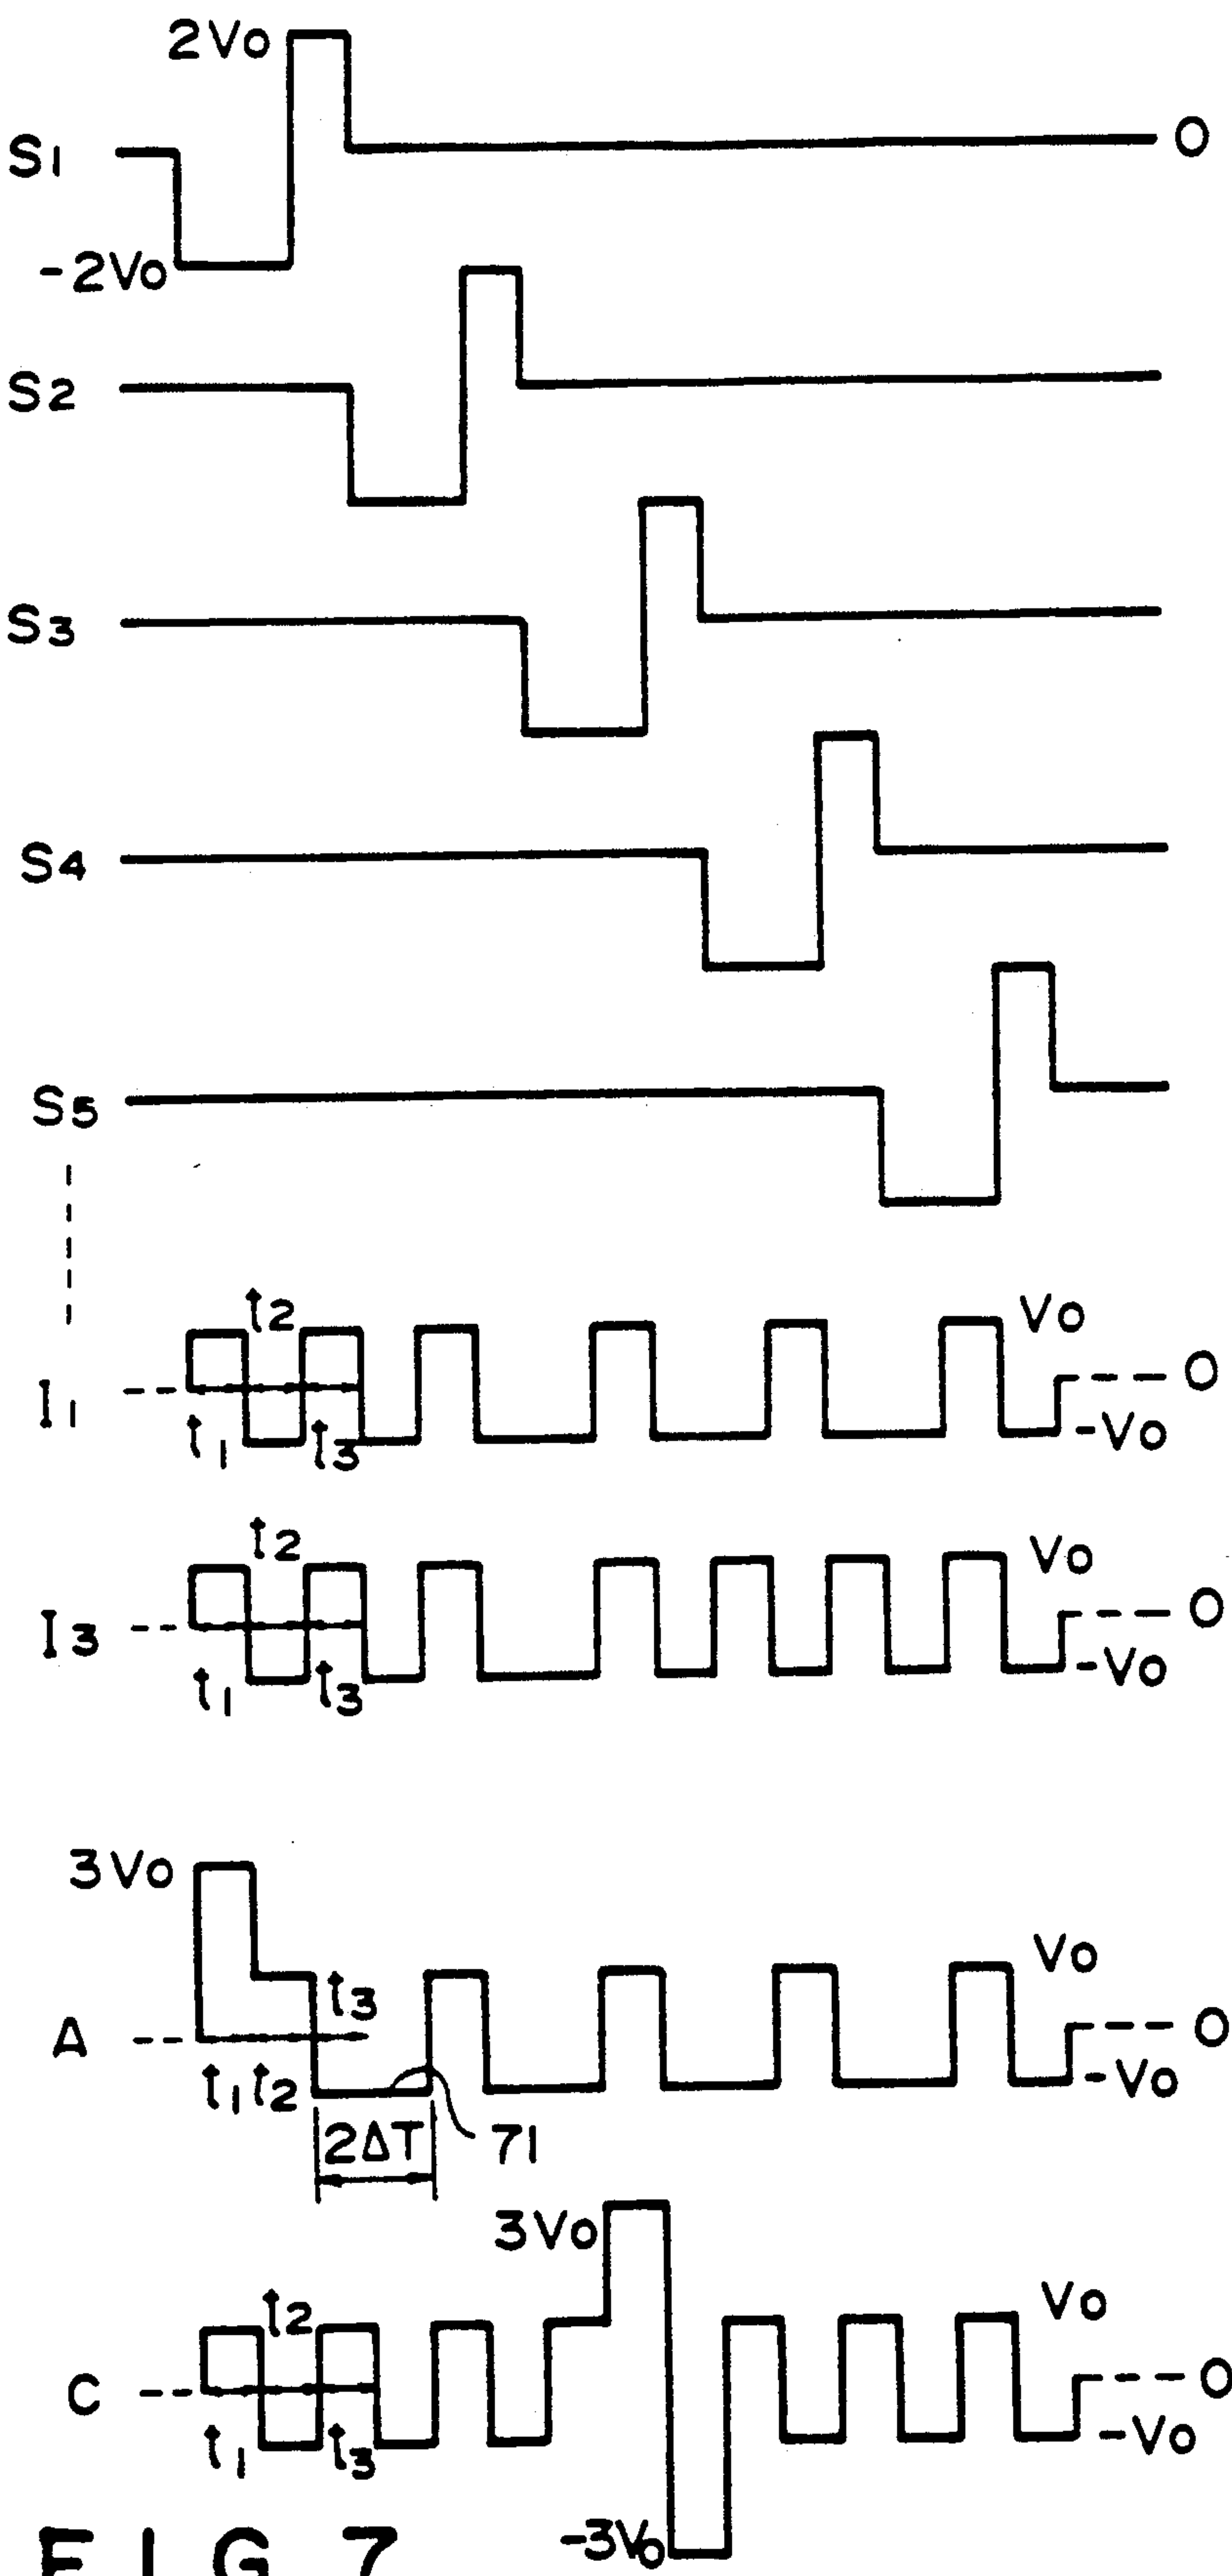 2Vo
S1 0
-2Vo
S2
S3
S4
S5
t2 Vo
I1 0
t1 t3 -Vo
t2 Vo
I3 0
t1 t3 -Vo
3Vo
t3 Vo
A 0
t1 t2 -Vo
2ΔT 71
3Vo
t2 Vo
C 0
t1 t3 -Vo
-3Vo
FIG 7